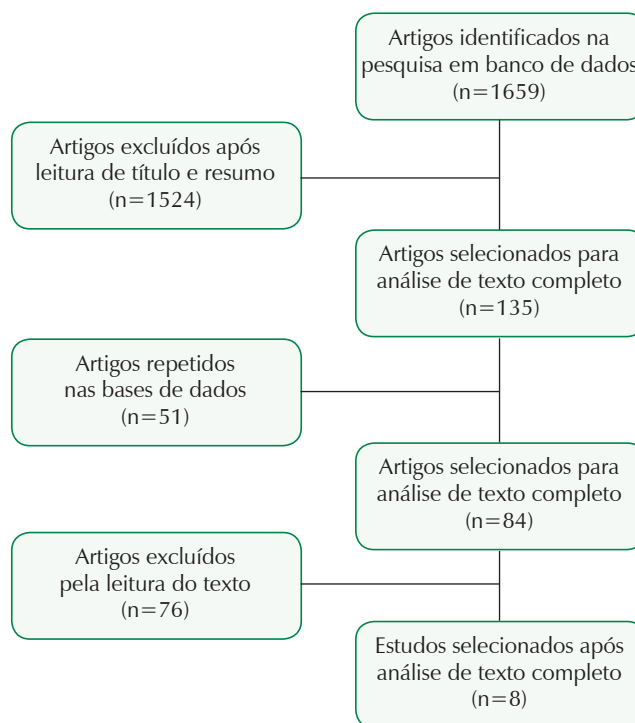 Artigos identificados na
pesquisa em banco de dados
(n=1659)
Artigos excluídos após
leitura de título e resumo
(n=1524)
Artigos selecionados para
análise de texto completo
(n=135)
Artigos repetidos
nas bases de dados
(n=51)
Artigos selecionados para
análise de texto completo
(n=84)
Artigos excluídos
pela leitura do texto
(n=76)
Estudos selecionados após
análise de texto completo
(n=8)